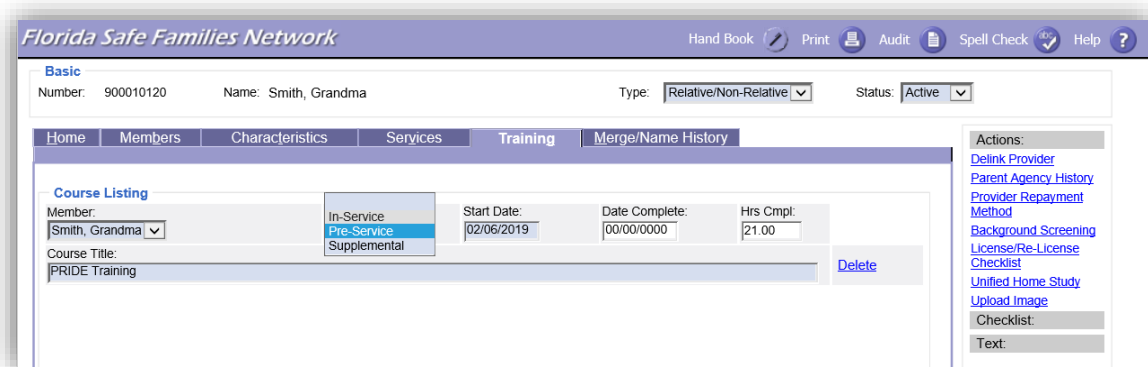 Florida Safe Families Network
Hand Book Print Audit Spell Check abc Help ?
Basic
Number: 900010120 Name: Smith, Grandma Type: Relative/Non-Relative Status: Active
Home Members Characteristics Services Training Merge/Name History
Course Listing
Member: Start Date: Date Complete: Hrs Cmpl:
Smith, Grandma 02/06/2019 00/00/0000 21.00
In-Service
Pre-Service
Supplemental
Course Title:
PRIDE Training Delete
Actions:
Delink Provider
Parent Agency History
Provider Repayment
Method
Background Screening
License/Re-License
Checklist
Unified Home Study
Upload Image
Checklist:
Text: